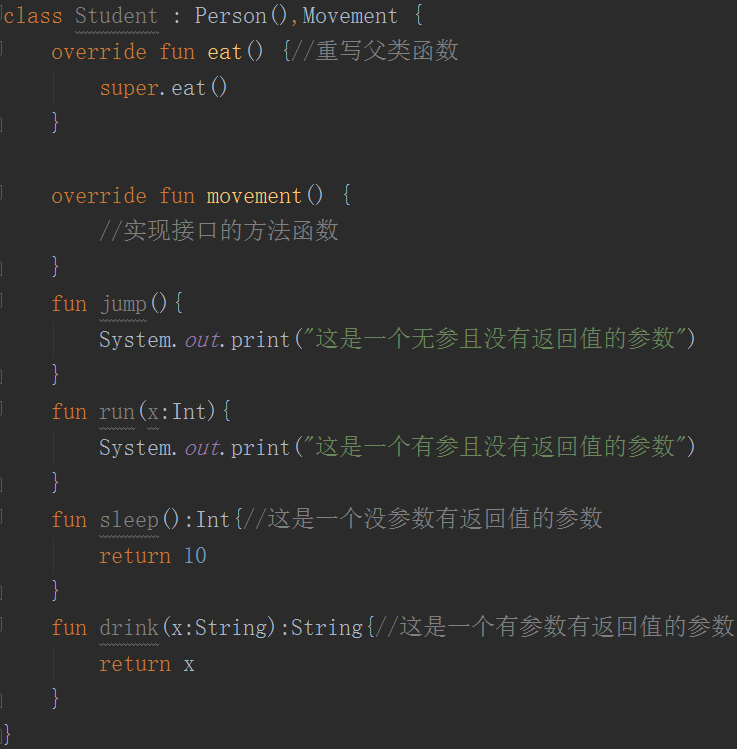 class Student : Person(),Movement {
    override fun eat() {//重写父类函数
        super.eat()
    }

    override fun movement() {
        //实现接口的方法函数
    }
    fun jump(){
        System.out.print("这是一个无参且没有返回值的参数")
    }
    fun run(x:Int){
        System.out.print("这是一个有参且没有返回值的参数")
    }
    fun sleep():Int{//这是一个没参数有返回值的参数
        return 10
    }
    fun drink(x:String):String{//这是一个有参数有返回值的参数
        return x
    }
}